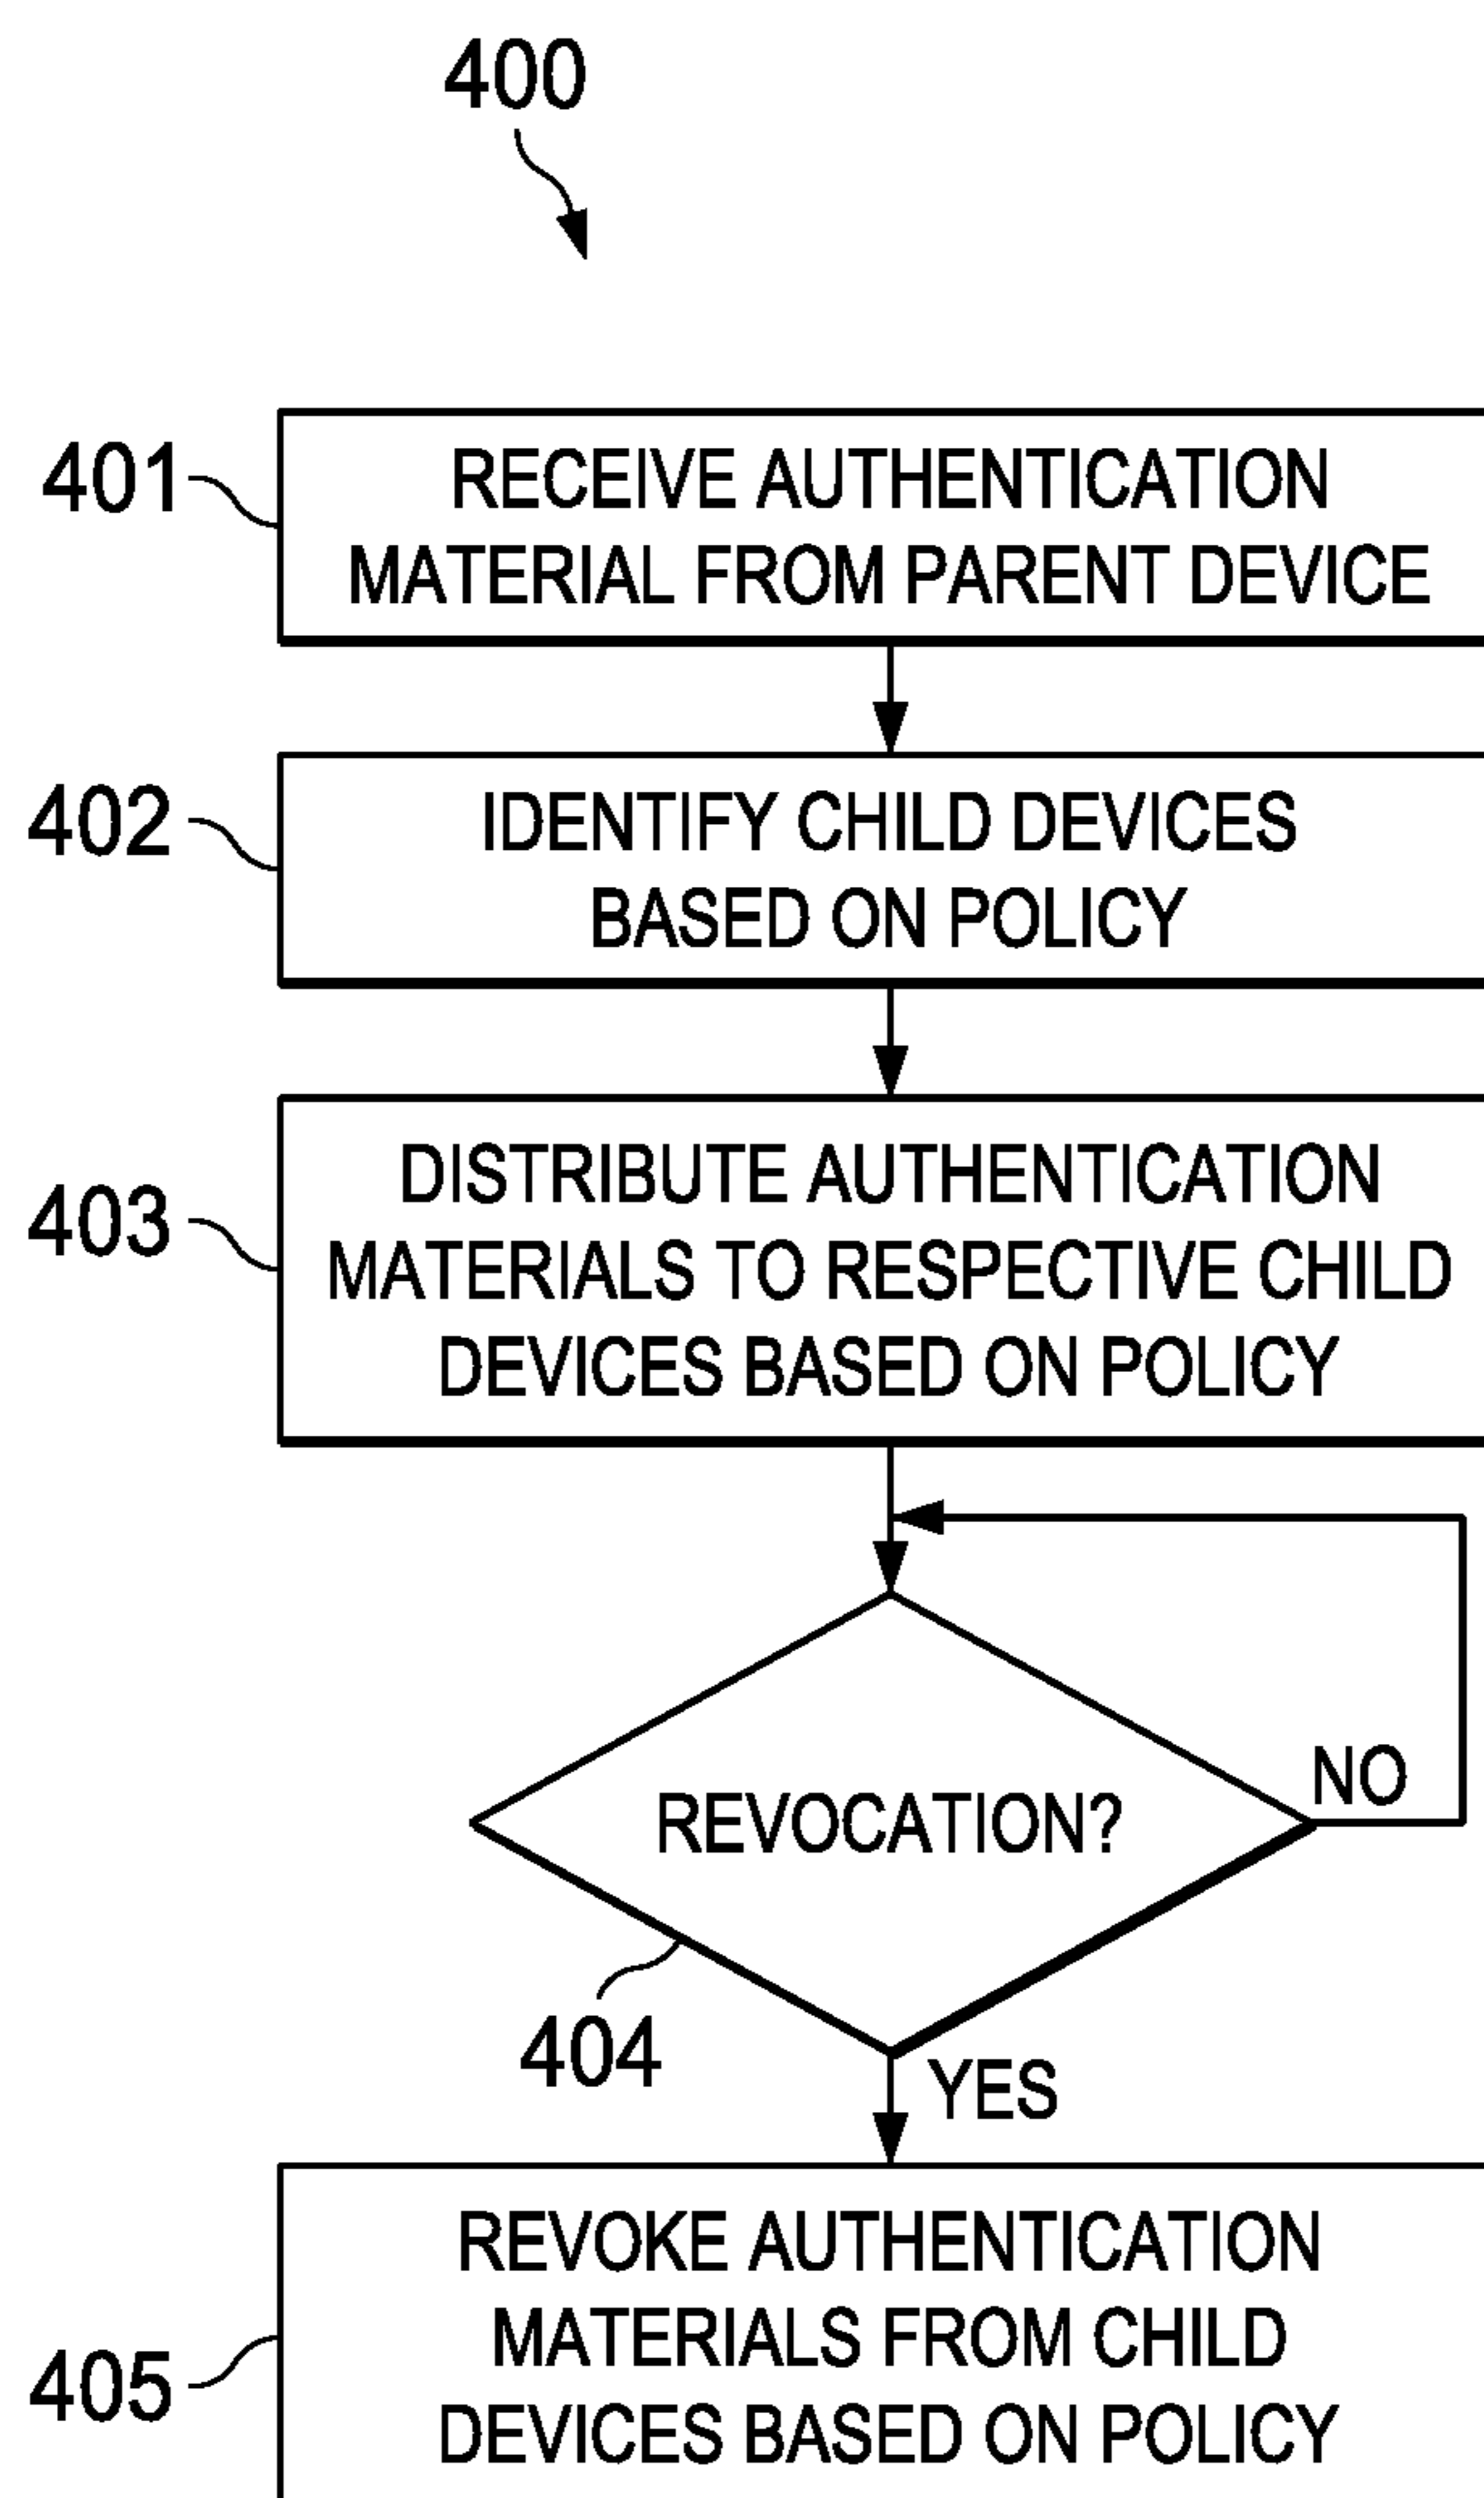 400
401
RECEIVE AUTHENTICATION
MATERIAL FROM PARENT DEVICE
402
IDENTIFY CHILD DEVICES
BASED ON POLICY
403
DISTRIBUTE AUTHENTICATION
MATERIALS TO RESPECTIVE CHILD
DEVICES BASED ON POLICY
REVOCATION?
NO
404
YES
405
REVOKE AUTHENTICATION
MATERIALS FROM CHILD
DEVICES BASED ON POLICY